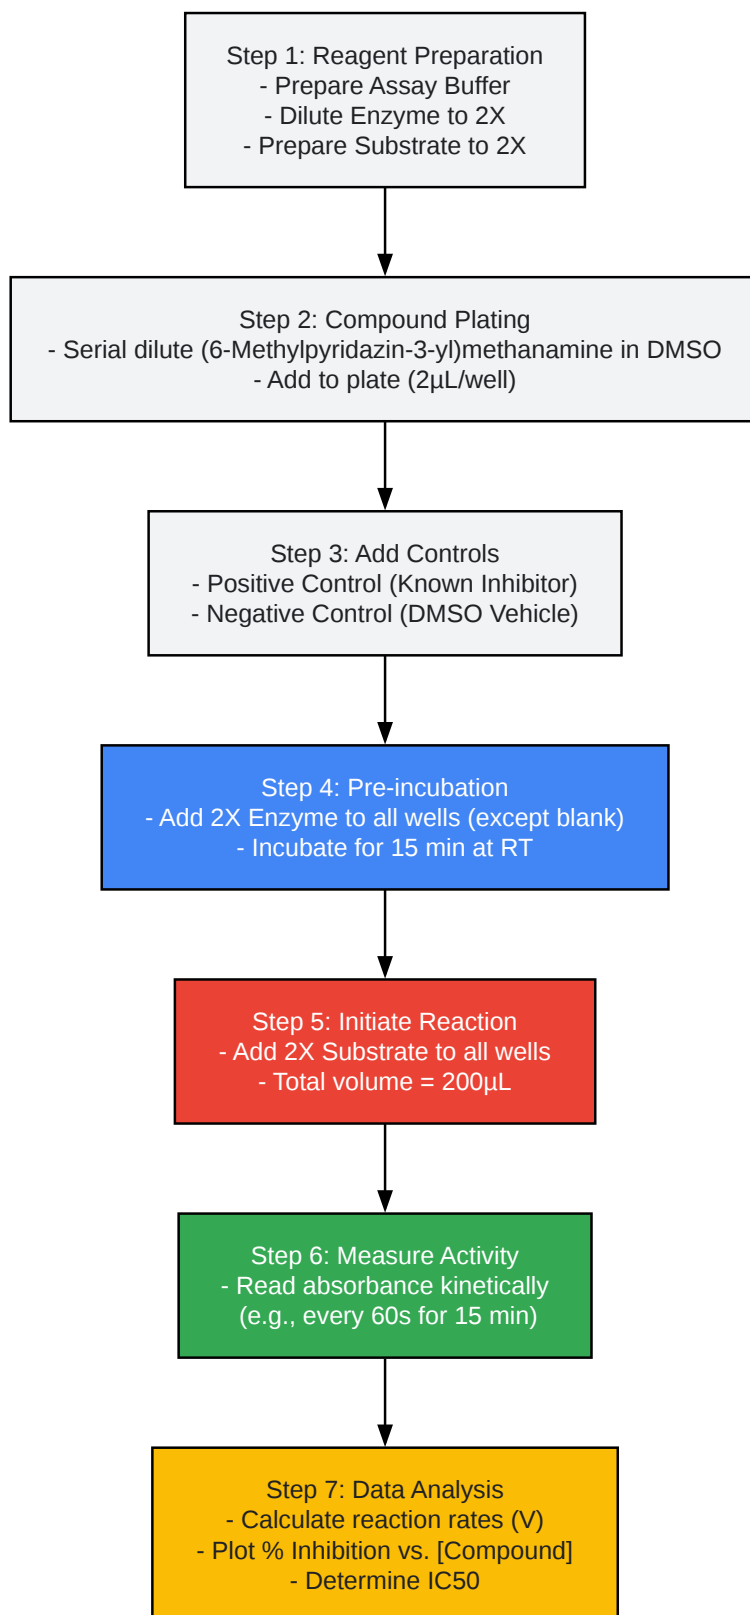 Step 1: Reagent Preparation
- Prepare Assay Buffer
- Dilute Enzyme to 2X
- Prepare Substrate to 2X
Step 2: Compound Plating
- Serial dilute (6-Methylpyridazin-3-yl)methanamine in DMSO
- Add to plate (2µL/well)
Step 3: Add Controls
- Positive Control (Known Inhibitor)
- Negative Control (DMSO Vehicle)
Step 4: Pre-incubation
- Add 2X Enzyme to all wells (except blank)
- Incubate for 15 min at RT
Step 5: Initiate Reaction
- Add 2X Substrate to all wells
- Total volume = 200µL
Step 6: Measure Activity
- Read absorbance kinetically
(e.g., every 60s for 15 min)
Step 7: Data Analysis
- Calculate reaction rates (V)
- Plot % Inhibition vs. [Compound]
- Determine IC50